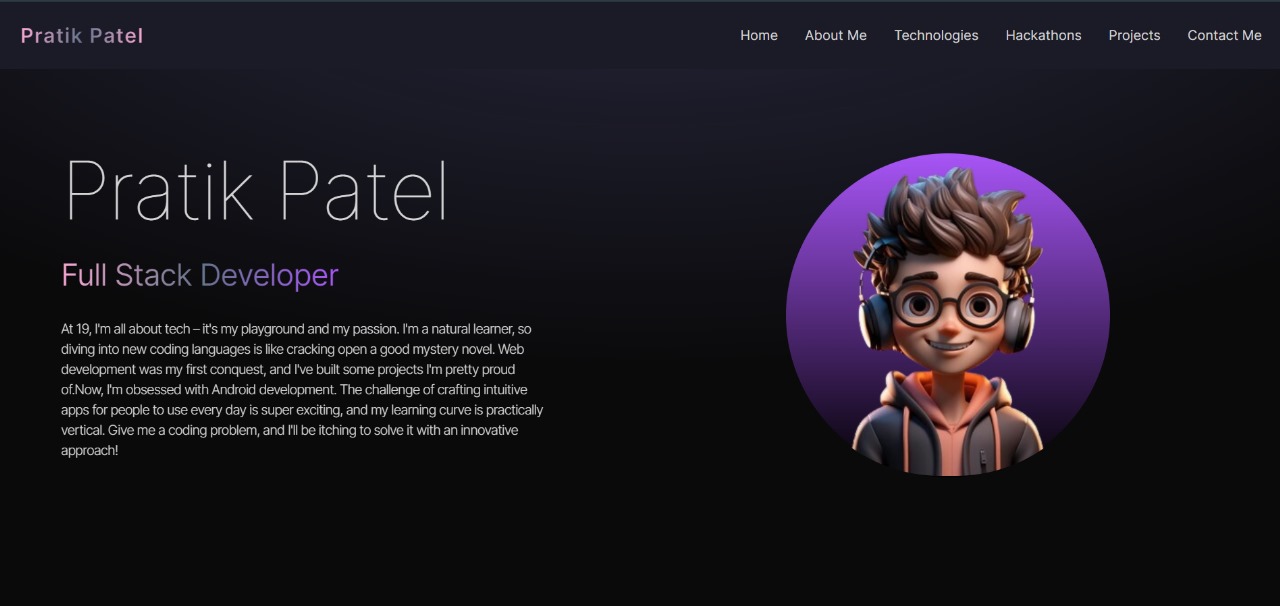 Pratik Patel
Home About Me Technologies Hackathons Projects Contact Me
Pratik Patel
Full Stack Developer
At 19, I'm all about tech – it's my playground and my passion. I'm a natural learner, so
diving into new coding languages is like cracking open a good mystery novel. Web
development was my first conquest, and I've built some projects I'm pretty proud
of.Now, I'm obsessed with Android development. The challenge of crafting intuitive
apps for people to use every day is super exciting, and my learning curve is practically
vertical. Give me a coding problem, and I'll be itching to solve it with an innovative
approach!